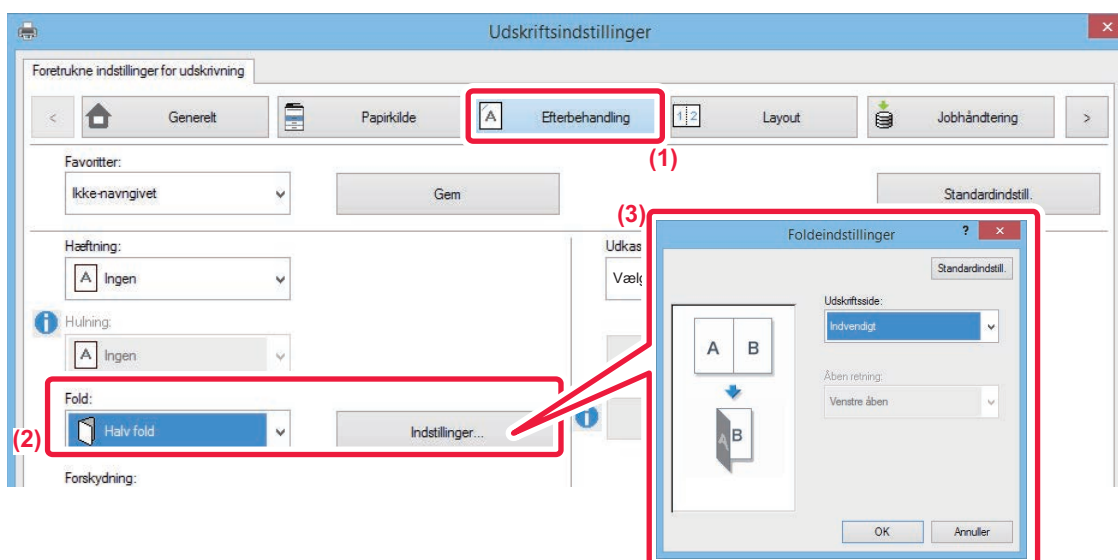 Udskriftsindstillinger
Foretrukne indstillinger for udskrivning
< Generelt Papirkilde A Efterbehandling 1 2 Layout Jobhåndtering >
(1)
Favoritter:
Ikke-navngivet Gem Standardindstill.
(3)
Hæftning: Udkas
A Ingen Vælg
Hulning:
A Ingen
Fold:
(2) Halv fold Indstillinger...
Forskydning:
Foldeindstillinger ?
Standardindstill.
Udskriftsside:
Indvendigt
A B
Åben retning:
Venstre åben
A B
OK Annuller